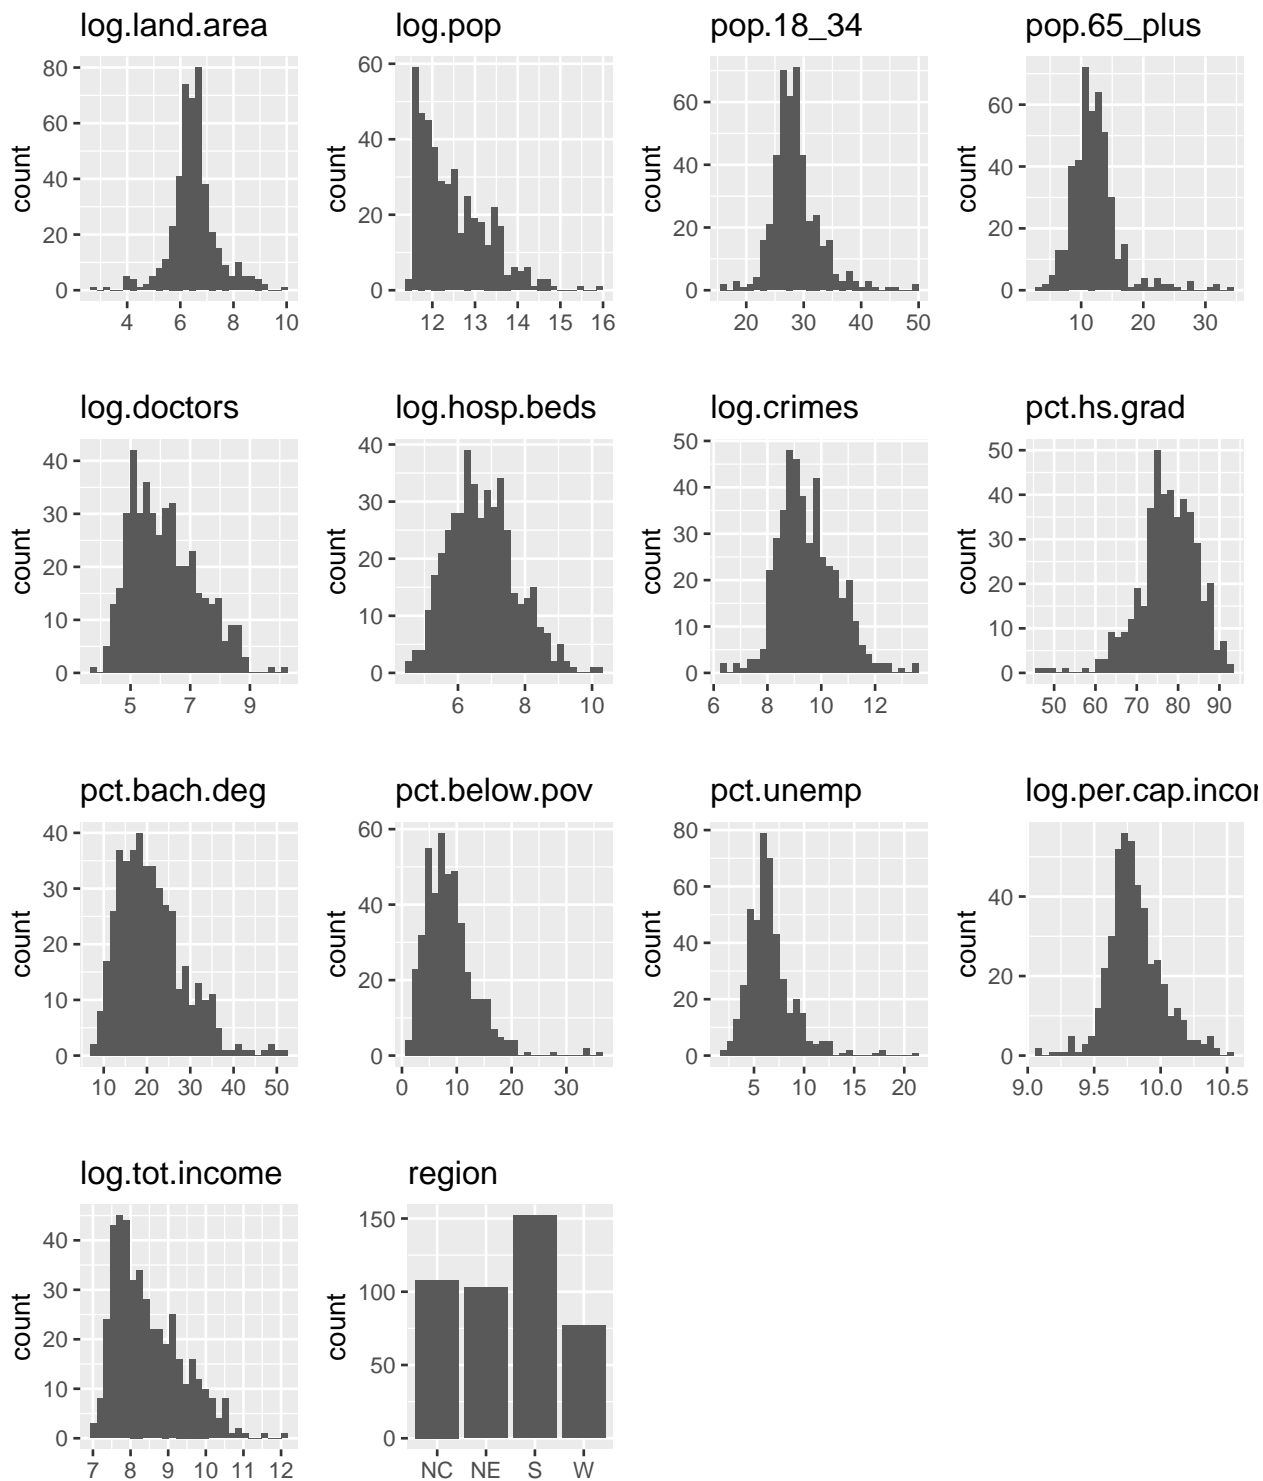 log.land.area log.pop pop.18_34 pop.65_plus
count 80 60 40 20 0 4 6 8 10
count 60 40 20 0 12 13 14 15 16
count 60 40 20 0 20 30 40 50
count 60 40 20 0 10 20 30
log.doctors log.hosp.beds log.crimes pct.hs.grad
count 40 30 20 10 0 5 7 9
count 40 30 20 10 0 6 8 10
count 50 40 30 20 10 0 6 8 10 12
count 50 40 30 20 10 0 50 60 70 80 90
pct.bach.deg pct.below.pov pct.unemp log.per.cap.incor
count 40 30 20 10 0 10 20 30 40 50
count 60 40 20 0 0 10 20 30
count 80 60 40 20 0 5 10 15 20
count 40 20 0 9.0 9.5 10.0 10.5
log.tot.income region
count 40 30 20 10 0 7 8 9 10 11 12
count 150 100 50 0 NC NE S W